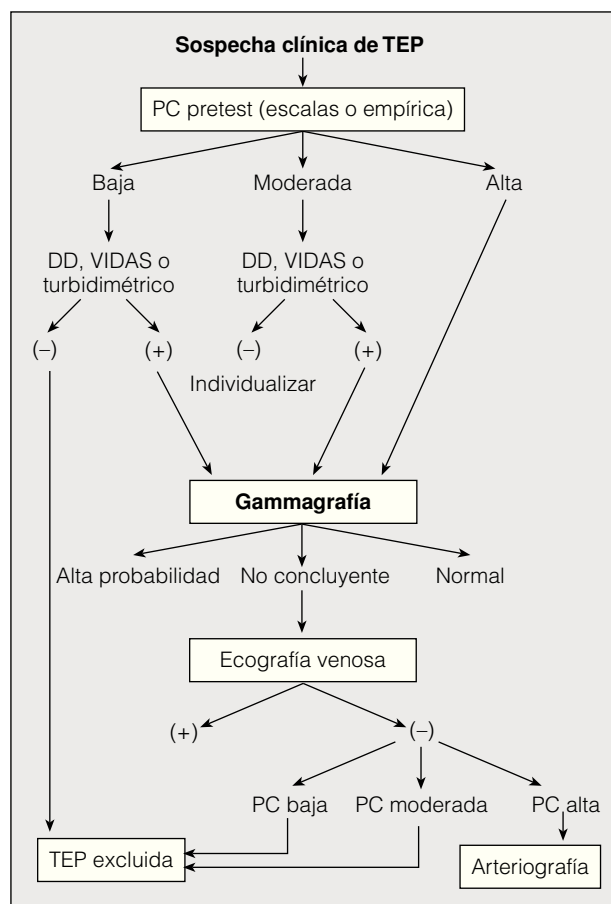 Sospecha clínica de TEP
PC pretest (escalas o empírica)
Baja Moderada Alta
DD, VIDAS o DD, VIDAS o
turbidimétrico turbidimétrico
(–) (+) (–) (+)
Individualizar
Gammagrafía
Alta probabilidad No concluyente Normal
Ecografía venosa
(+) (–)
PC baja PC moderada PC alta
TEP excluida Arteriografía